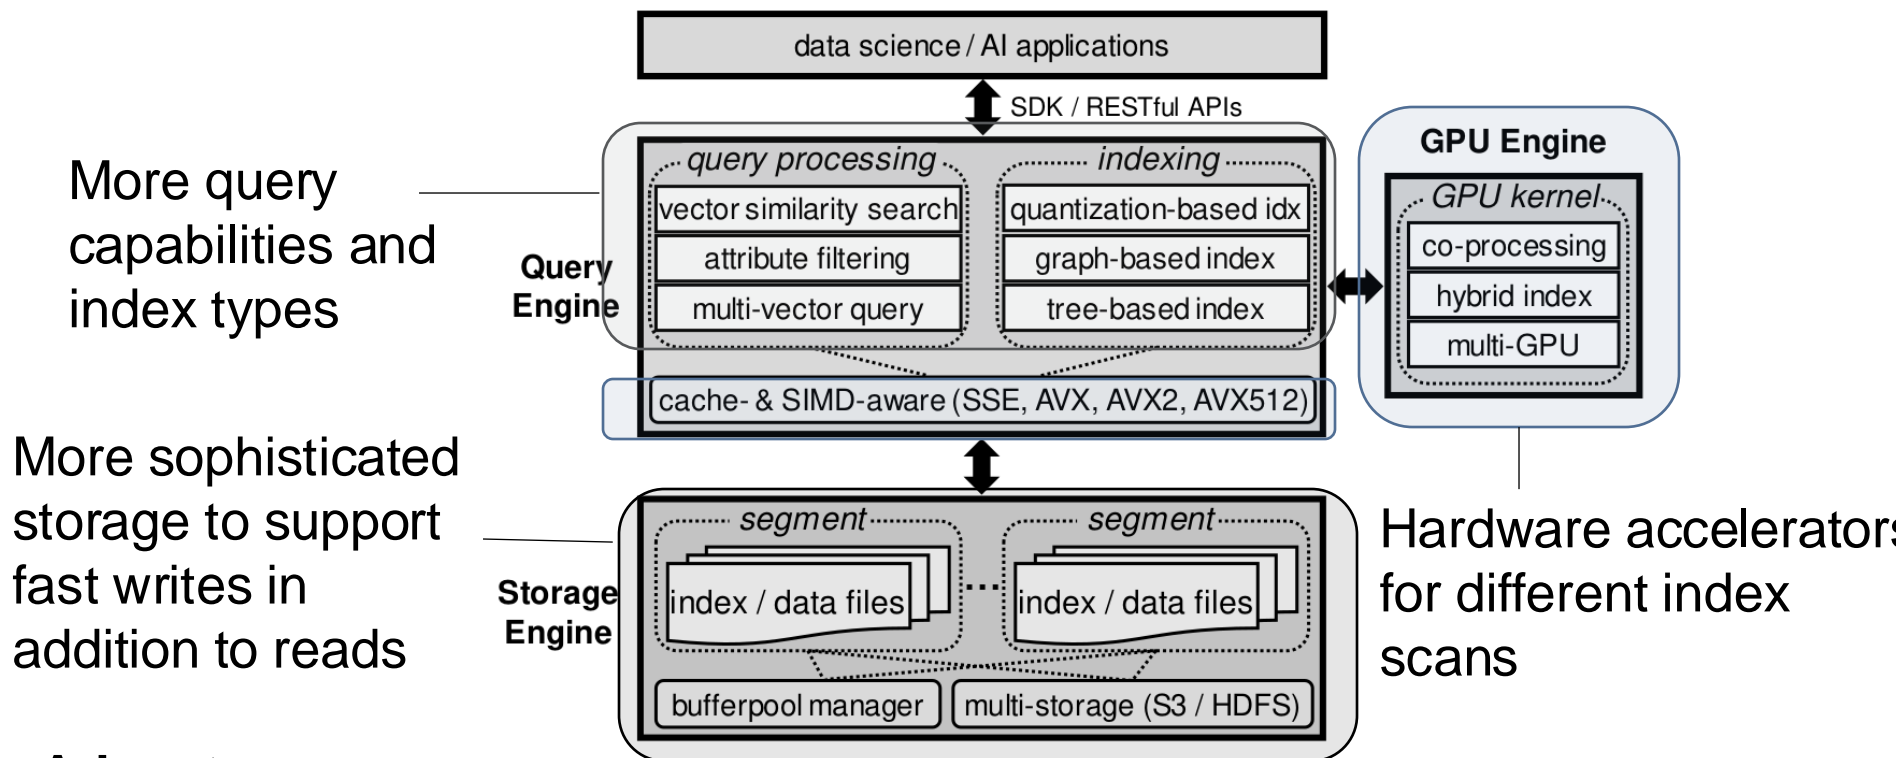 data science / AI applications
SDK / RESTful APIs
More query
capabilities and
index types
Query
Engine
query processing
vector similarity search
attribute filtering
multi-vector query
indexing
quantization-based idx
graph-based index
tree-based index
cache- & SIMD-aware (SSE, AVX, AVX2, AVX512)
GPU Engine
GPU kernel
co-processing
hybrid index
multi-GPU
More sophisticated
storage to support
fast writes in
addition to reads
Storage
Engine
segment
index / data files
...
segment
index / data files
bufferpool manager
multi-storage (S3 / HDFS)
Hardware accelerators
for different index
scans